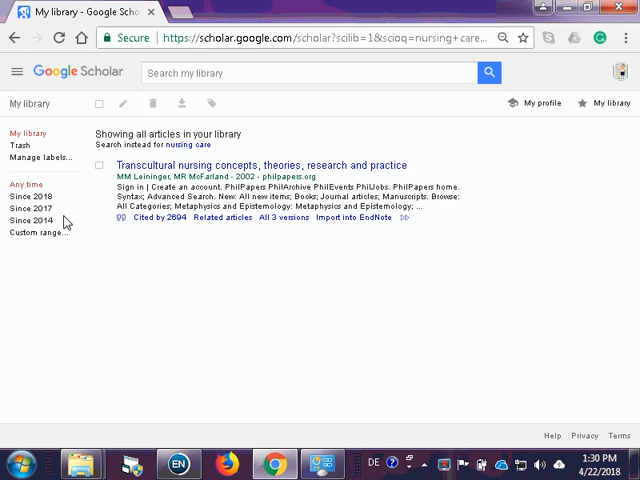 My library - Google Scho
Secure
https://scholar.google.com/scholar?scilib=1&scioq=nursing+care...
Google Scholar
Search my library
My library
My profile
My library
My library
Trash
Manage labels...
Any time
Since 2018
Since 2017
Since 2014
Custom range...
Showing all articles in your library
Search instead for nursing care
Transcultural nursing concepts, theories, research and practice
MM Leininger, MR McFarland - 2002 - philpapers.org
Sign in | Create an account. PhilPapers PhilArchive PhilEvents PhilJobs. PhilPapers home.
Syntax; Advanced Search. New: All new items; Books; Journal articles; Manuscripts. Browse:
All Categories; Metaphysics and Epistemology: Metaphysics and Epistemology; ...
Cited by 2694 Related articles All 3 versions Import into EndNote
Help Privacy Terms
EN
DE
1:30 PM
4/22/2018